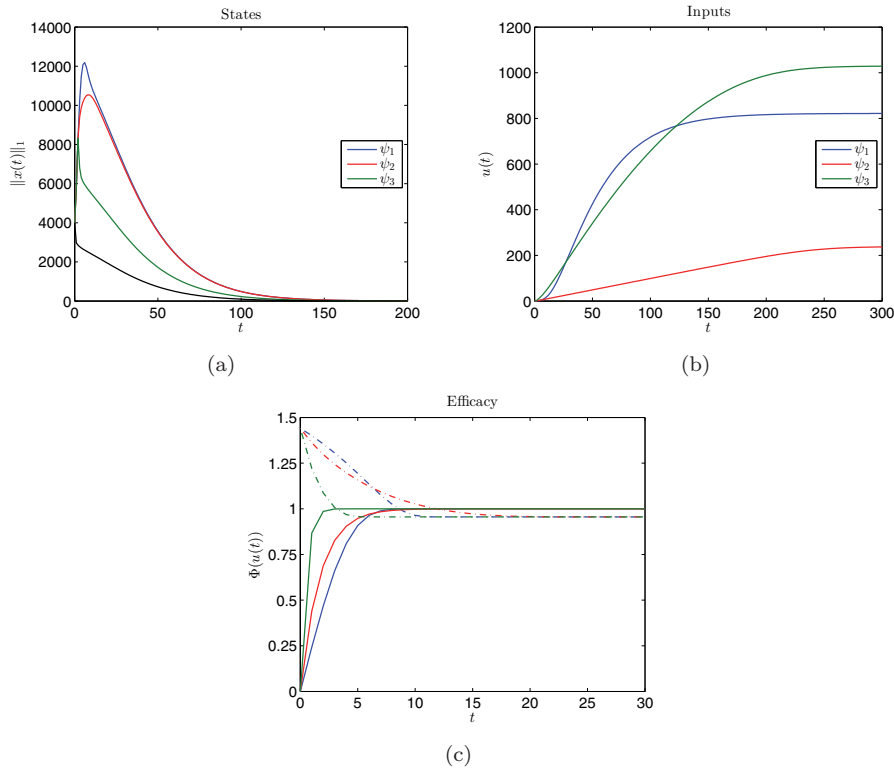 States
14000
12000
10000
8000
6000
4000
2000
0
0 50 100 150 200
‖x(t)‖₁
t
ψ₁
ψ₂
ψ₃
(a)
Inputs
1200
1000
800
600
400
200
0
0 50 100 150 200 250 300
u(t)
t
ψ₁
ψ₂
ψ₃
(b)
Efficacy
1.5
1.25
1
0.75
0.5
0.25
0
0 5 10 15 20 25 30
Φ(u(t))
t
(c)